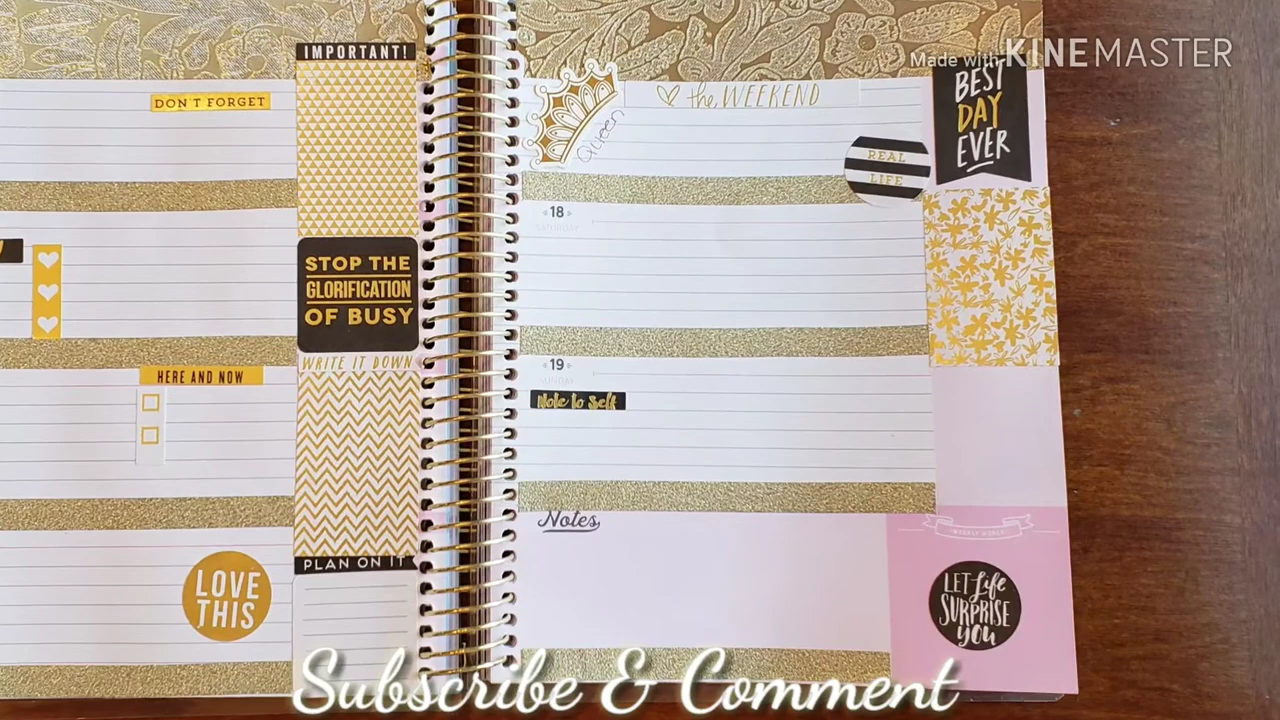 Made with KINEMASTER
IMPORTANT!
DON'T FORGET
STOP THE
GLORIFICATION
OF BUSY
WRITE IT DOWN
HERE AND NOW
PLAN ON IT
LOVE
THIS
the WEEKEND
Queen
BEST
DAY
EVER
REAL
LIFE
18
SATURDAY
19
SUNDAY
Note to Self
Notes
LET Life
SURPRISE
you
Subscribe & Comment